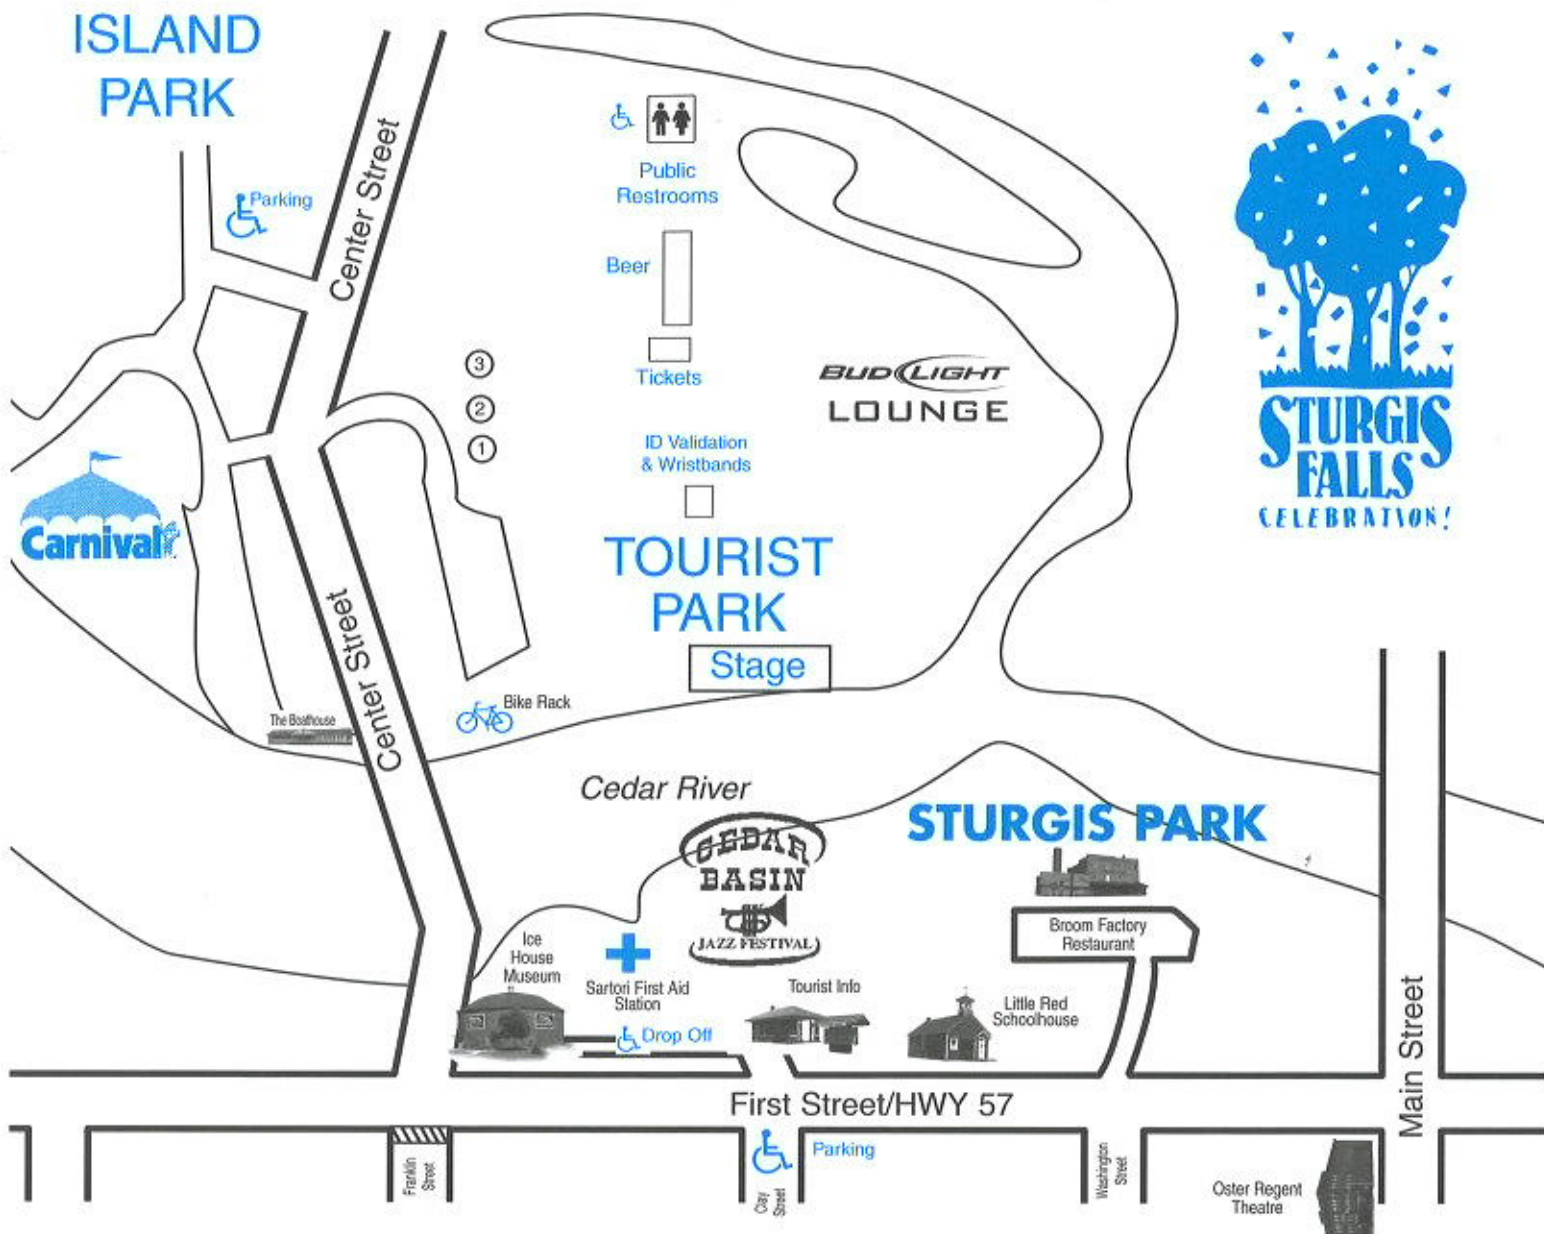 ISLAND
PARK
Parking
Center Street
Public
Restrooms
Beer
Tickets
3
2
1
ID Validation
& Wristbands
BUD LIGHT
LOUNGE
TOURIST
PARK
Stage
STURGIS
FALLS
CELEBRATION!
Carnival
Center Street
The Boathouse
Bike Rack
Cedar River
CEDAR
BASIN
JAZZ FESTIVAL
STURGIS PARK
Broom Factory
Restaurant
Ice
House
Museum
Sartori First Aid
Station
Drop Off
Tourist Info
Little Red
Schoolhouse
Main Street
First Street/HWY 57
Franklin
Street
Parking
Clay
Street
Washington
Street
Oster Regent
Theatre